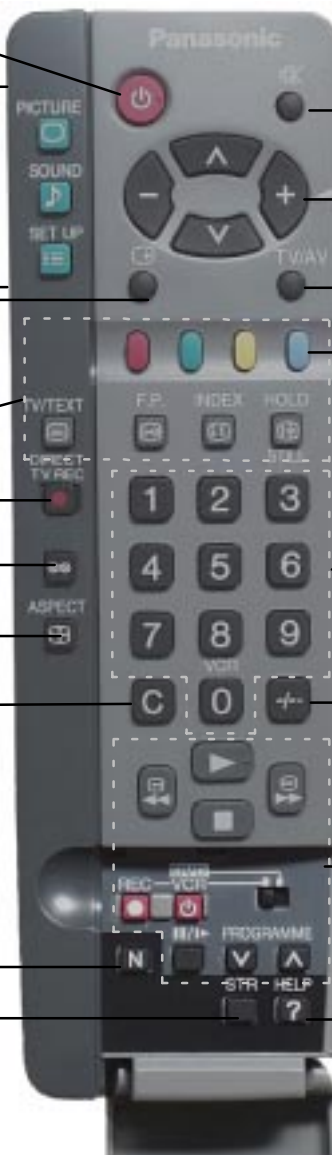 Panasonic
PICTURE
SOUND
SET UP
TV/AV
TV/TEXT
F.P.
INDEX
HOLD
DIRECT
TV REC
1
2
3
4
5
6
ASPECT
7
8
9
VCR
C
0
-/--
REC
VCR
PROGRAMME
N
STR
HELP
?